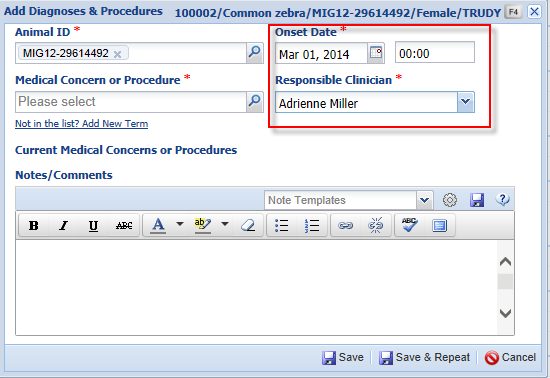 Add Diagnoses & Procedures 100002/Common zebra/MIG12-29614492/Female/TRUDY F4
Animal ID * Onset Date *
MIG12-29614492 x Mar 01, 2014 00:00
Medical Concern or Procedure * Responsible Clinician *
Please select Adrienne Miller
Not in the list? Add New Term
Current Medical Concerns or Procedures
Notes/Comments
Note Templates
B I U ABC A ab ABC
Save Save & Repeat Cancel